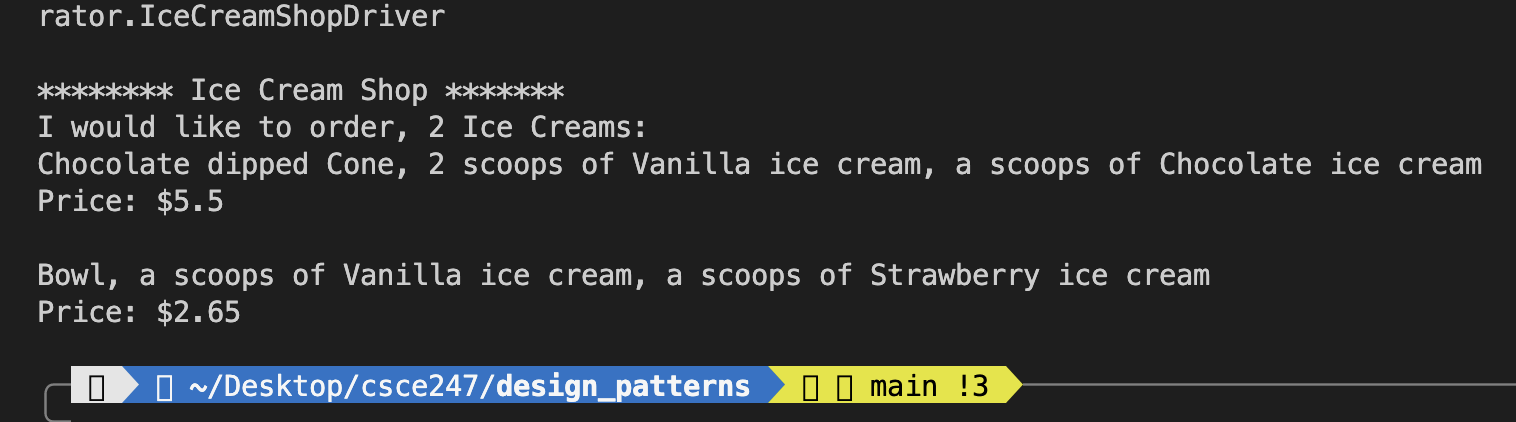 rator.IceCreamShopDriver
******** Ice Cream Shop *******
I would like to order, 2 Ice Creams:
Chocolate dipped Cone, 2 scoops of Vanilla ice cream, a scoops of Chocolate ice cream
Price: $5.5
Bowl, a scoops of Vanilla ice cream, a scoops of Strawberry ice cream
Price: $2.65
~/Desktop/csce247/design_patterns main !3